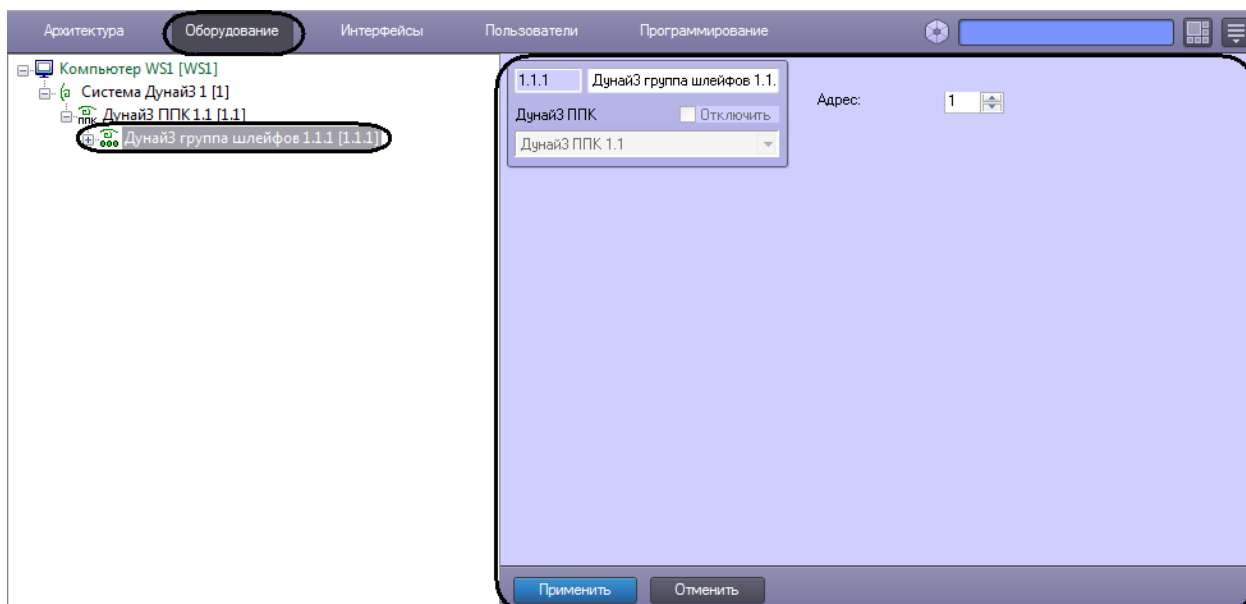 Архитектура Оборудование Интерфейсы Пользователи Программирование
Компьютер WS1 [WS1]
Система Дунай3 1 [1]
Дунай3 ППК 1.1 [1.1]
Дунай3 группа шлейфов 1.1.1 [1.1.1]
1.1.1 Дунай3 группа шлейфов 1.1.
Дунай3 ППК Отключить
Дунай3 ППК 1.1
Адрес: 1
Применить Отменить